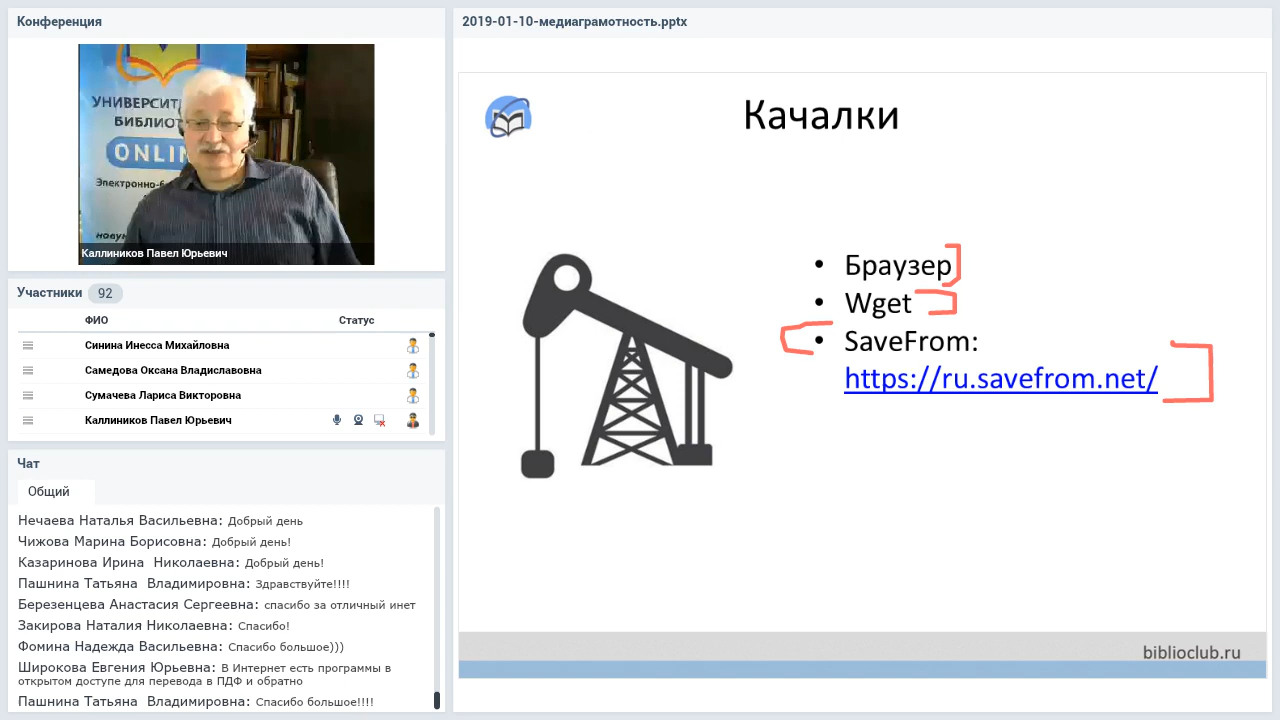 Конференция
УНИВЕРСИТ
БИБЛИОТ
ONLIN
Электронно-б
новую
Каллиников Павел Юрьевич
Участники 92
ФИО Статус
Синина Инесса Михайловна
Самедова Оксана Владиславовна
Сумачева Лариса Викторовна
Каллиников Павел Юрьевич
Чат
Общий
Нечаева Наталья Васильевна: Добрый день
Чижова Марина Борисовна: Добрый день!
Казаринова Ирина Николаевна: Добрый день!
Пашнина Татьяна Владимировна: Здравствуйте!!!!
Березенцева Анастасия Сергеевна: спасибо за отличный инет
Закирова Наталия Николаевна: Спасибо!
Фомина Надежда Васильевна: Спасибо большое)))
Широкова Евгения Юрьевна: В Интернет есть программы в
открытом доступе для перевода в ПДФ и обратно
Пашнина Татьяна Владимировна: Спасибо большое!!!!
2019-01-10-медиаграмотность.pptx
Качалки
• Браузер
• Wget
• SaveFrom:
https://ru.savefrom.net/
biblioclub.ru